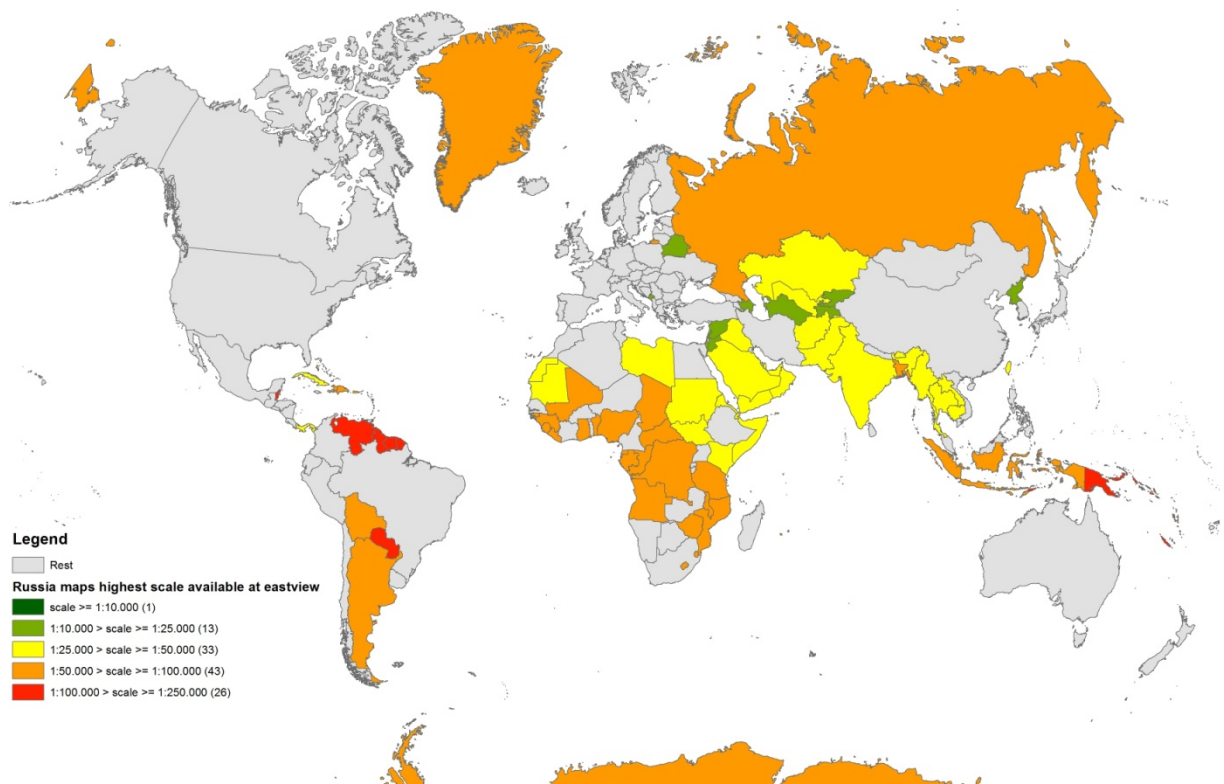 Legend
Rest
Russia maps highest scale available at eastview
scale >= 1:10.000 (1)
1:10.000 > scale >= 1:25.000 (13)
1:25.000 > scale >= 1:50.000 (33)
1:50.000 > scale >= 1:100.000 (43)
1:100.000 > scale >= 1:250.000 (26)